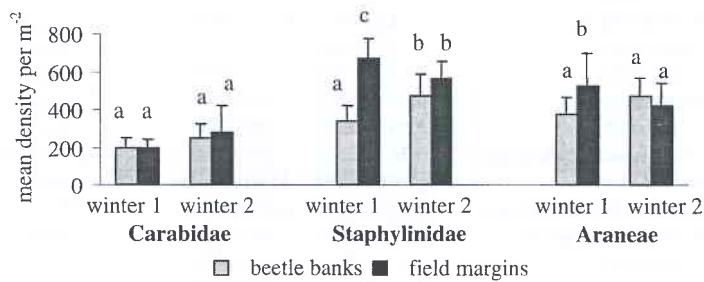 mean density per m⁻²
800
600
400
200
0
a a a a a c b b a b a a
winter 1 winter 2 winter 1 winter 2 winter 1 winter 2
Carabidae Staphylinidae Araneae
beetle banks field margins